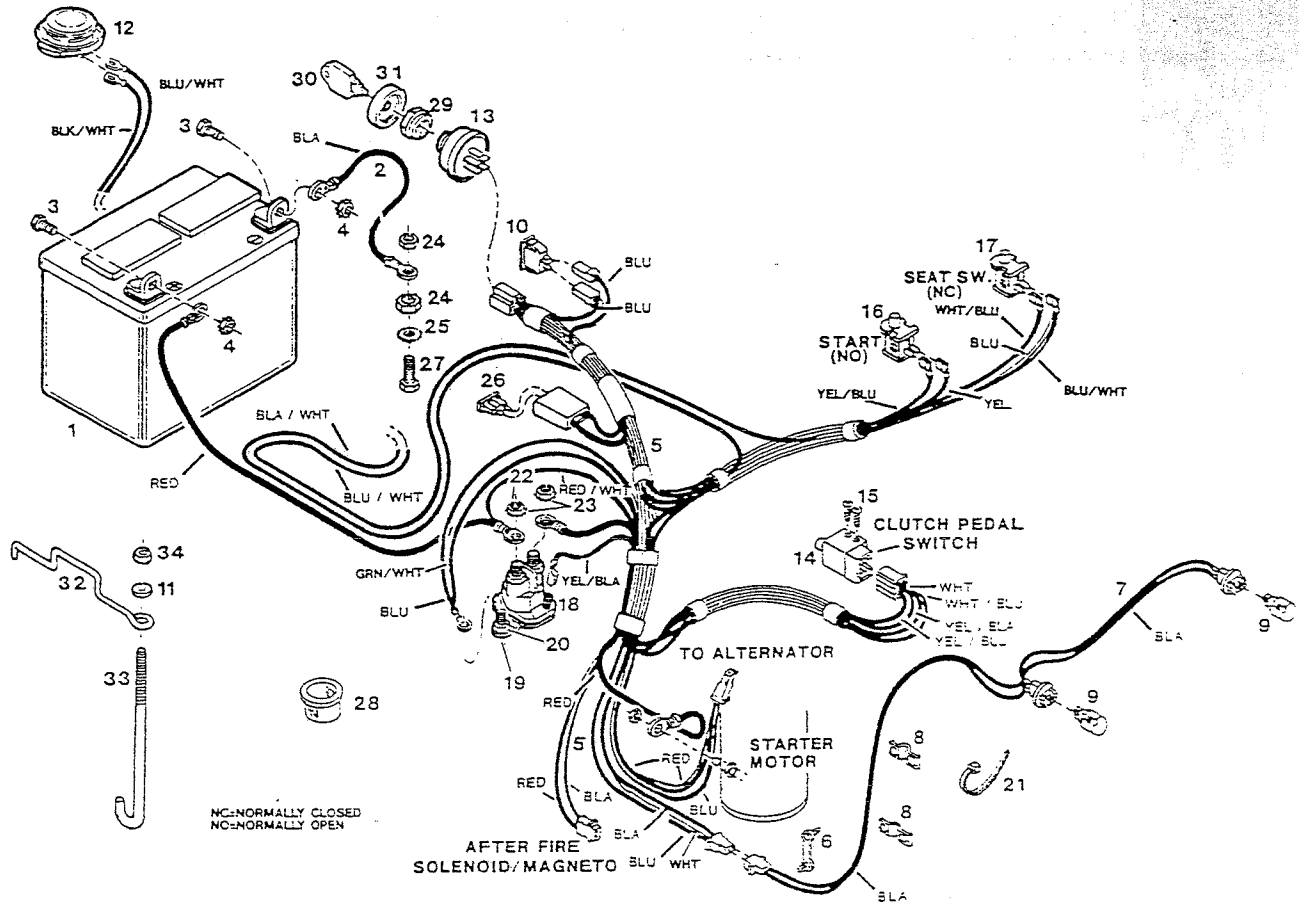 12
BLU/WHT
BLK/WHT
30
31
29
13
3
BLA
2
3
4
4
24
24
25
27
10
BLU
BLU
17
SEAT SW.
(NC)
WHT/BLU
16
START
(NO)
BLU
BLU/WHT
YEL/BLU
YEL
26
1
BLA / WHT
5
RED
BLU / WHT
22
RED / WHT
23
15
CLUTCH PEDAL
SWITCH
14
34
32
11
GRN/WHT
YEL/BLA
BLU
18
20
19
WHT
WHT / BLU
YEL / BLA
YEL / BLU
7
BLA
9
TO ALTERNATOR
33
28
RED
9
5
STARTER
MOTOR
8
RED
21
RED
BLA
BLU
NC=NORMALLY CLOSED
NC=NORMALLY OPEN
8
BLA
6
AFTER FIRE
SOLENOID/MAGNETO
BLU
WHT
BLA